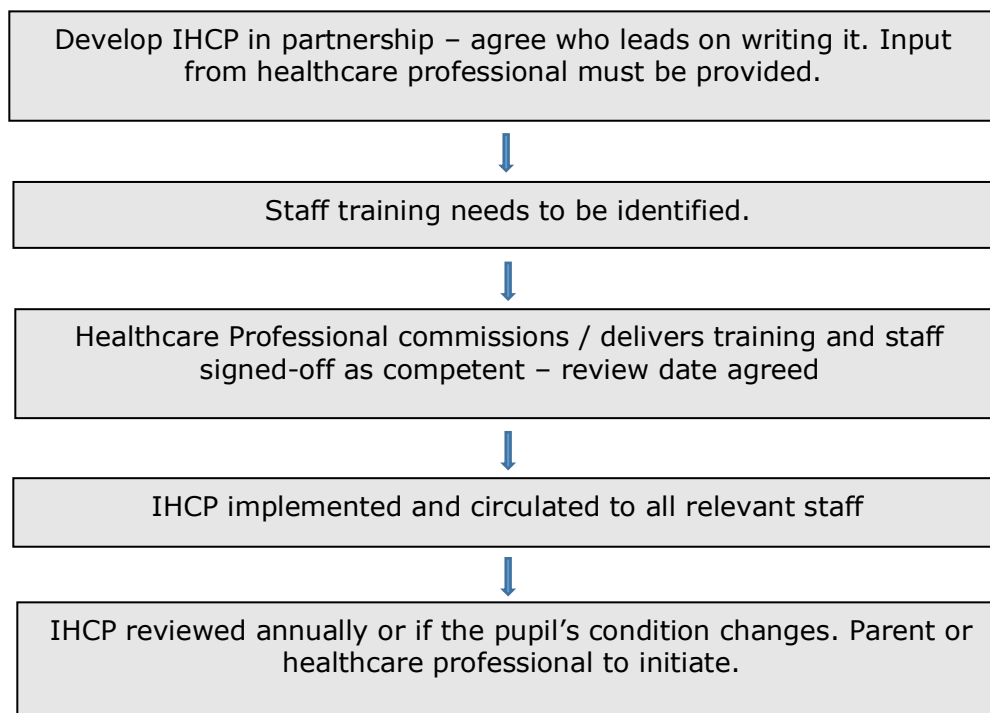 Develop IHCP in partnership – agree who leads on writing it. Input
from healthcare professional must be provided.
Staff training needs to be identified.
Healthcare Professional commissions / delivers training and staff
signed-off as competent – review date agreed
IHCP implemented and circulated to all relevant staff
IHCP reviewed annually or if the pupil’s condition changes. Parent or
healthcare professional to initiate.